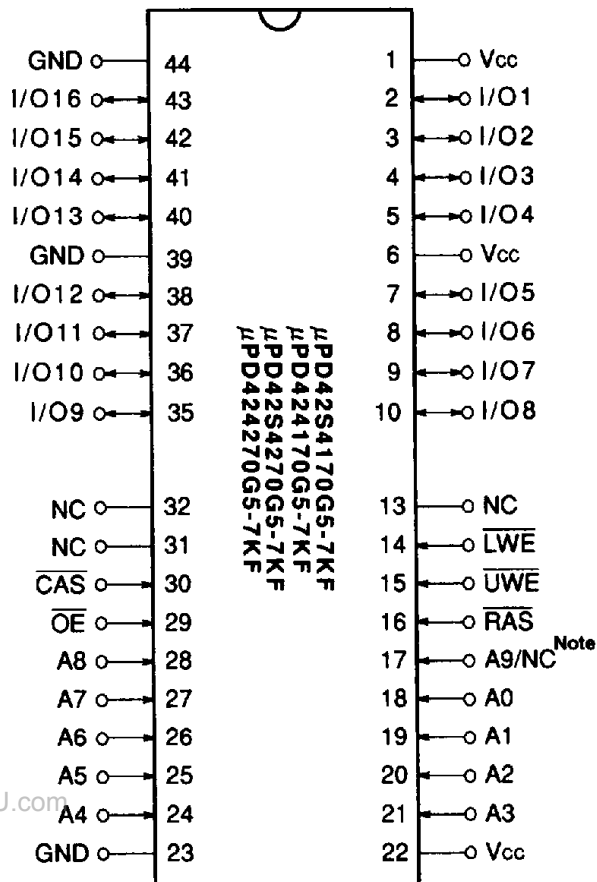 GND 44 1 Vcc
I/O16 43 2 I/O1
I/O15 42 3 I/O2
I/O14 41 4 I/O3
I/O13 40 5 I/O4
GND 39 6 Vcc
I/O12 38 7 I/O5
I/O11 37 8 I/O6
I/O10 36 9 I/O7
I/O9 35 10 I/O8
µPD42S4170G5-7KF
µPD424170G5-7KF
µPD42S4270G5-7KF
µPD424270G5-7KF
NC 32 13 NC
NC 31 14 LWE
CAS 30 15 UWE
OE 29 16 RAS
A8 28 17 A9/NC Note
A7 27 18 A0
A6 26 19 A1
A5 25 20 A2
U.com
A4 24 21 A3
GND 23 22 Vcc